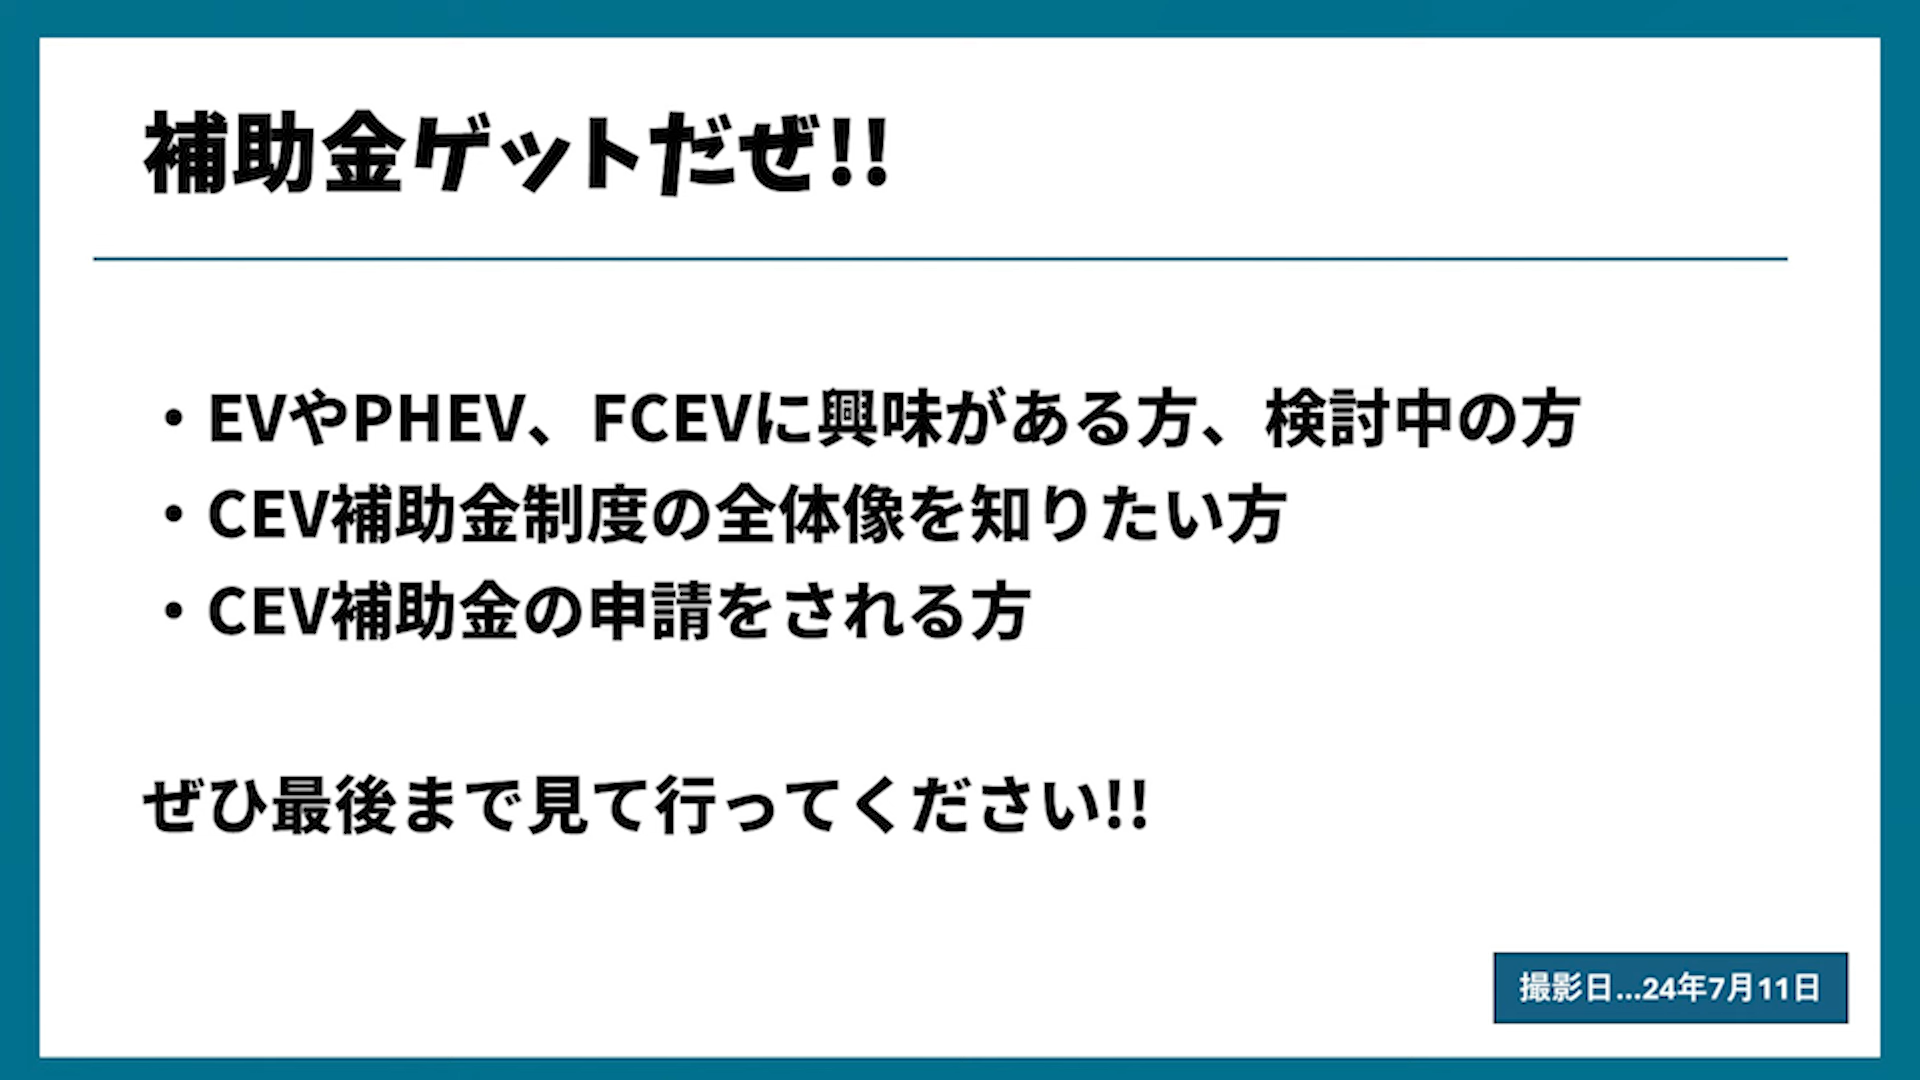 補助金ゲットだぜ!!
・EVやPHEV、FCEVに興味がある方、検討中の方
・CEV補助金制度の全体像を知りたい方
・CEV補助金の申請をされる方
ぜひ最後まで見て行ってください!!
撮影日...24年7月11日